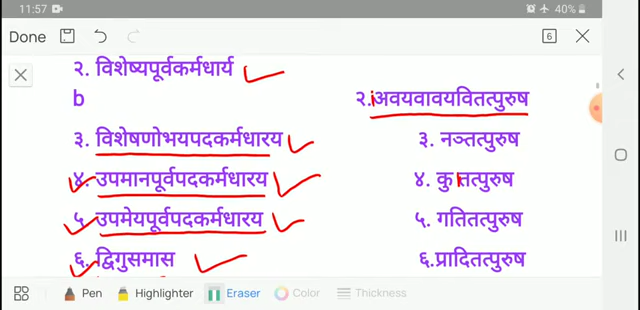 11:57
40%
Done
6
२. विशेष्यपूर्वकर्मधार्य
b
३. विशेषणोभयपदकर्मधारय
४. उपमानपूर्वपदकर्मधारय
५. उपमेयपूर्वपदकर्मधारय
६. द्विगुसमास
२.अवयवावयवितत्पुरुष
३. नञ्तत्पुरुष
४. कुतत्पुरुष
५. गतितत्पुरुष
६.प्रादितत्पुरुष
Pen
Highlighter
Eraser
Color
Thickness